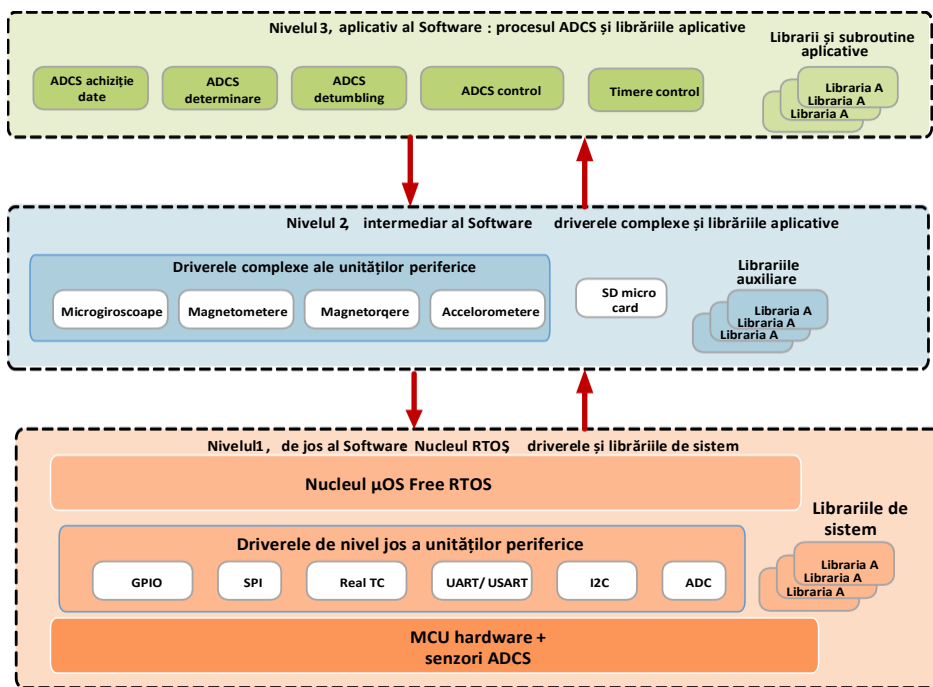 Nivelul 3, aplicativ al Software : procesul ADCS și librăriile aplicative
Librarii și subroutine
aplicative
ADCS achiziție
date
ADCS
determinare
ADCS
detumbling
ADCS control
Timere control
Libraria A
Libraria A
Libraria A
Nivelul 2, intermediar al Software driverele complexe și librăriile aplicative
Driverele complexe ale unităților periferice
Microgiroscoape
Magnetometere
Magnetorqere
Accelorometere
SD micro
card
Librariile
auxiliare
Libraria A
Libraria A
Libraria A
Nivelul1, de jos al Software Nucleul RTOS, driverele și librăriile de sistem
Nucleul µOS Free RTOS
Librariile de
sistem
Driverele de nivel jos a unităților periferice
GPIO
SPI
Real TC
UART/ USART
I2C
ADC
Libraria A
Libraria A
Libraria A
MCU hardware +
senzori ADCS